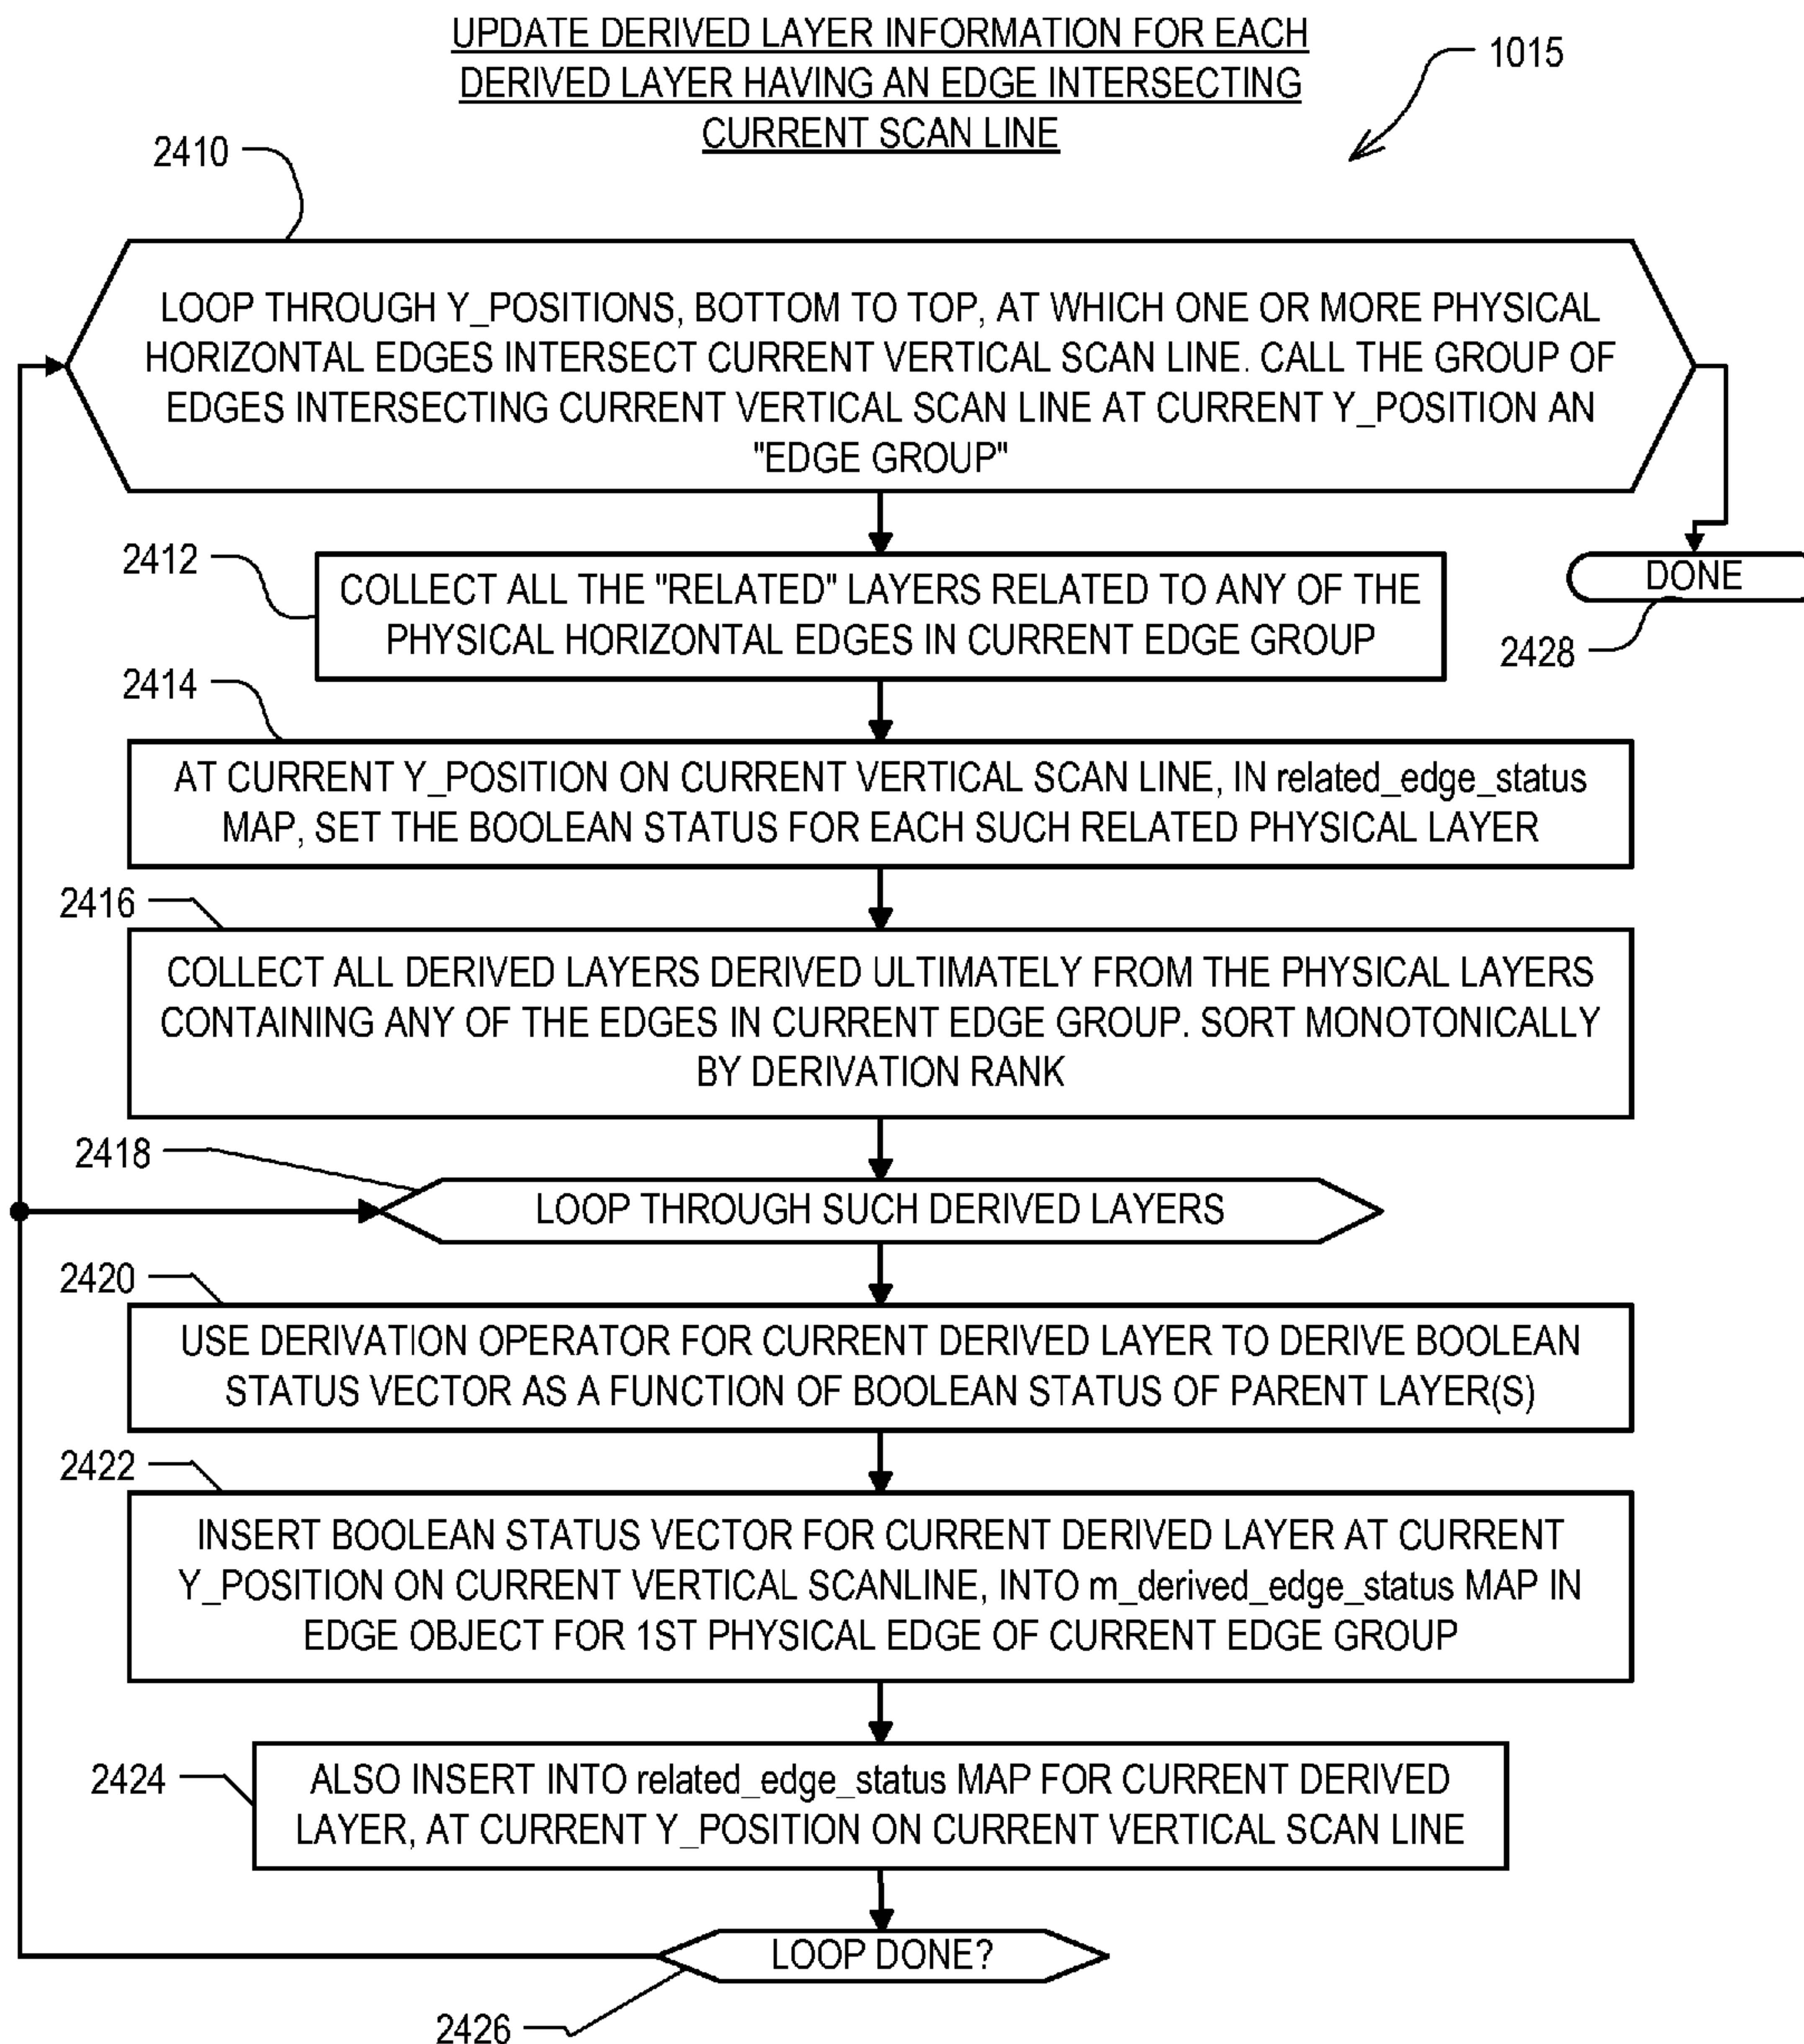 UPDATE DERIVED LAYER INFORMATION FOR EACH
DERIVED LAYER HAVING AN EDGE INTERSECTING
CURRENT SCAN LINE
1015
2410
LOOP THROUGH Y_POSITIONS, BOTTOM TO TOP, AT WHICH ONE OR MORE PHYSICAL
HORIZONTAL EDGES INTERSECT CURRENT VERTICAL SCAN LINE. CALL THE GROUP OF
EDGES INTERSECTING CURRENT VERTICAL SCAN LINE AT CURRENT Y_POSITION AN
"EDGE GROUP"
2412
COLLECT ALL THE "RELATED" LAYERS RELATED TO ANY OF THE
PHYSICAL HORIZONTAL EDGES IN CURRENT EDGE GROUP
DONE
2428
2414
AT CURRENT Y_POSITION ON CURRENT VERTICAL SCAN LINE, IN related_edge_status
MAP, SET THE BOOLEAN STATUS FOR EACH SUCH RELATED PHYSICAL LAYER
2416
COLLECT ALL DERIVED LAYERS DERIVED ULTIMATELY FROM THE PHYSICAL LAYERS
CONTAINING ANY OF THE EDGES IN CURRENT EDGE GROUP. SORT MONOTONICALLY
BY DERIVATION RANK
2418
LOOP THROUGH SUCH DERIVED LAYERS
2420
USE DERIVATION OPERATOR FOR CURRENT DERIVED LAYER TO DERIVE BOOLEAN
STATUS VECTOR AS A FUNCTION OF BOOLEAN STATUS OF PARENT LAYER(S)
2422
INSERT BOOLEAN STATUS VECTOR FOR CURRENT DERIVED LAYER AT CURRENT
Y_POSITION ON CURRENT VERTICAL SCANLINE, INTO m_derived_edge_status MAP IN
EDGE OBJECT FOR 1ST PHYSICAL EDGE OF CURRENT EDGE GROUP
2424
ALSO INSERT INTO related_edge_status MAP FOR CURRENT DERIVED
LAYER, AT CURRENT Y_POSITION ON CURRENT VERTICAL SCAN LINE
LOOP DONE?
2426